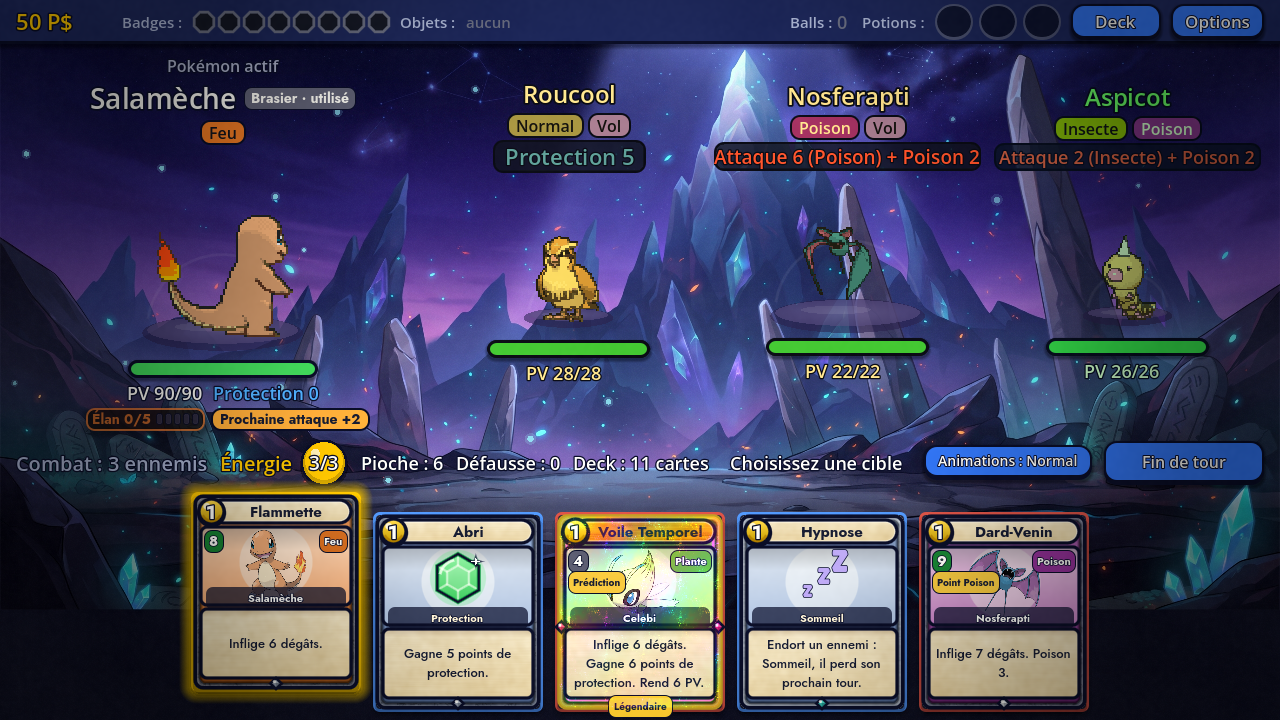 50 P$
Badges :
Objets : aucun
Balls : 0
Potions :
Deck
Options
Pokémon actif
Salamèche
Brasier · utilisé
Feu
Roucool
Normal Vol
Protection 5
Nosferapti
Poison Vol
Attaque 6 (Poison) + Poison 2
Aspicot
Insecte Poison
Attaque 2 (Insecte) + Poison 2
PV 90/90 Protection 0
Élan 0/5
Prochaine attaque +2
PV 28/28
PV 22/22
PV 26/26
Combat : 3 ennemis
Énergie 3/3
Pioche : 6
Défausse : 0
Deck : 11 cartes
Choisissez une cible
Animations : Normal
Fin de tour
1 Flammette
8
Feu
Salamèche
Inflige 6 dégâts.
1 Abri
Protection
Gagne 5 points de
protection.
1 Voile Temporel
4
Plante
Prédiction
Celebi
Inflige 6 dégâts.
Gagne 6 points de
protection. Rend 6 PV.
Légendaire
1 Hypnose
z z Z
Sommeil
Endort un ennemi :
Sommeil, il perd son
prochain tour.
1 Dard-Venin
9
Poison
Point Poison
Nosferapti
Inflige 7 dégâts. Poison
3.